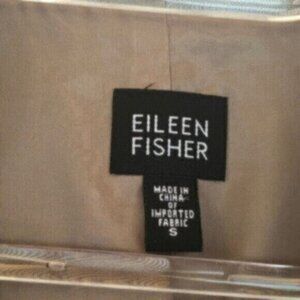 EILEEN
FISHER
MADE IN
CHINA
OF
IMPORTED
FABRIC
S